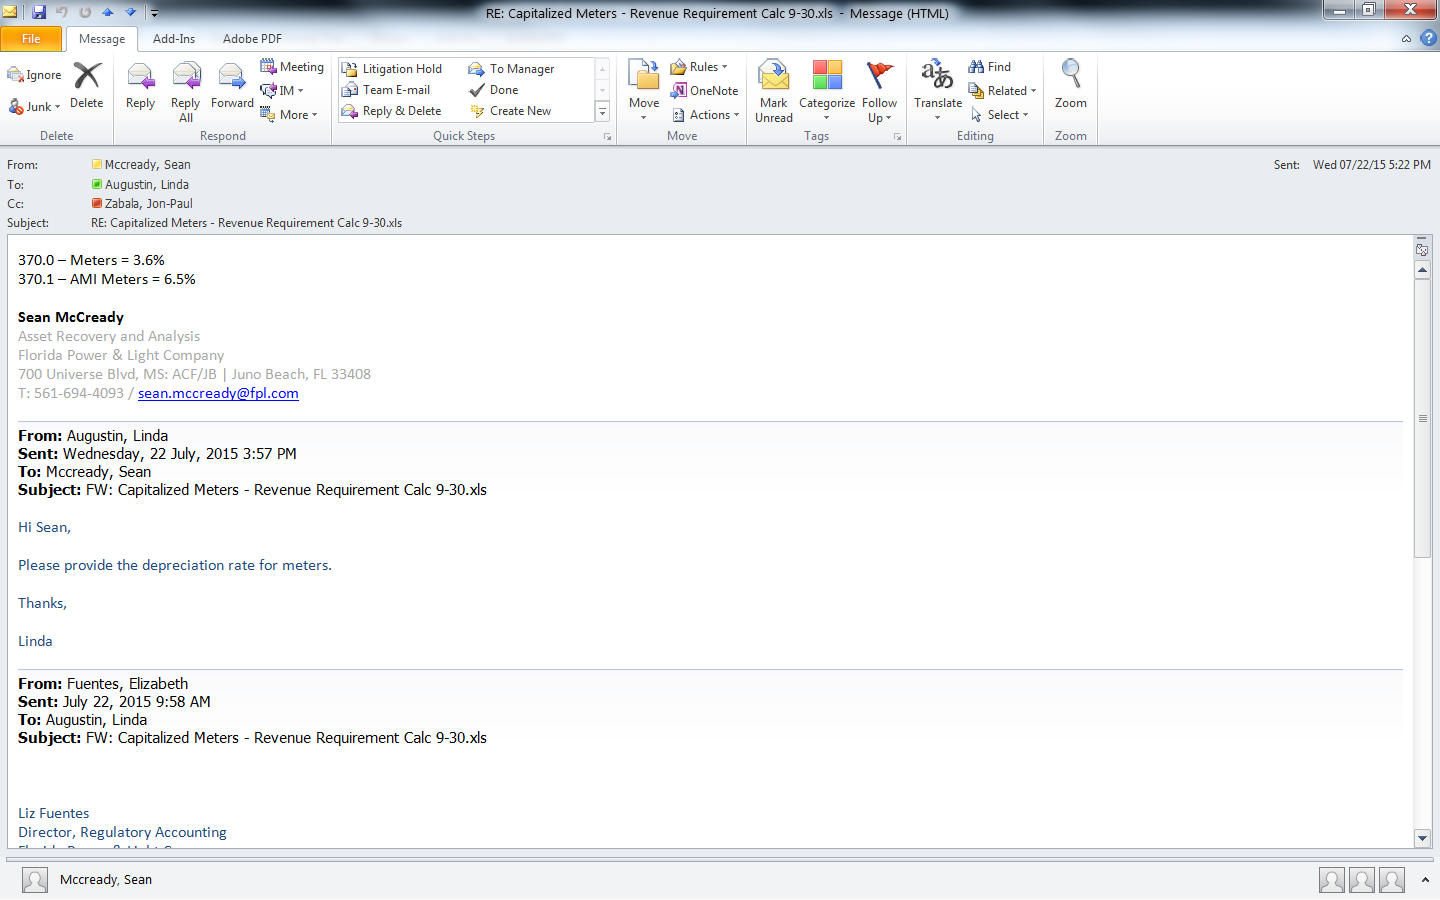 RE: Capitalized Meters - Revenue Requirement Calc 9-30.xls - Message (HTML)
File Message Add-Ins Adobe PDF
Ignore
Junk
Delete
Delete
Reply
Reply All
Forward
Meeting
IM
More
Respond
Litigation Hold
Team E-mail
Reply & Delete
To Manager
Done
Create New
Quick Steps
Move
Rules
OneNote
Actions
Move
Mark Unread
Categorize
Follow Up
Tags
Translate
Find
Related
Select
Editing
Zoom
Zoom
From: Mccready, Sean
Sent: Wed 07/22/15 5:22 PM
To: Augustin, Linda
Cc: Zabala, Jon-Paul
Subject: RE: Capitalized Meters - Revenue Requirement Calc 9-30.xls
370.0 – Meters = 3.6%
370.1 – AMI Meters = 6.5%
Sean McCready
Asset Recovery and Analysis
Florida Power & Light Company
700 Universe Blvd, MS: ACF/JB | Juno Beach, FL 33408
T: 561-694-4093 / sean.mccready@fpl.com
From: Augustin, Linda
Sent: Wednesday, 22 July, 2015 3:57 PM
To: Mccready, Sean
Subject: FW: Capitalized Meters - Revenue Requirement Calc 9-30.xls
Hi Sean,
Please provide the depreciation rate for meters.
Thanks,
Linda
From: Fuentes, Elizabeth
Sent: July 22, 2015 9:58 AM
To: Augustin, Linda
Subject: FW: Capitalized Meters - Revenue Requirement Calc 9-30.xls
Liz Fuentes
Director, Regulatory Accounting
Mccready, Sean